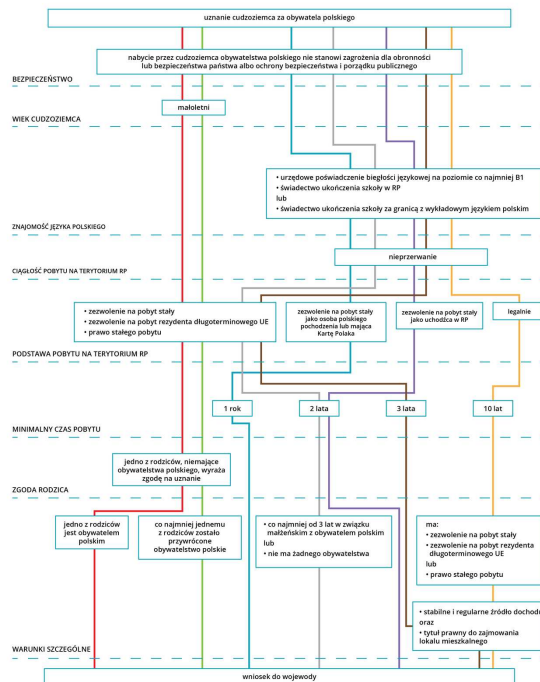 uznanie cudzoziemca za obywatela polskiego
nabycie przez cudzoziemca obywatelstwa polskiego nie stanowi zagrożenia dla obronności
lub bezpieczeństwa państwa albo ochrony bezpieczeństwa i porządku publicznego
BEZPIECZEŃSTWO
małoletni
WIEK CUDZOZIEMCA
• urzędowe poświadczenie biegłości językowej na poziomie co najmniej B1
• świadectwo ukończenia szkoły w RP
lub
• świadectwo ukończenia szkoły za granicą z wykładowym językiem polskim
ZNAJOMOŚĆ JĘZYKA POLSKIEGO
nieprzerwanie
CIĄGŁOŚĆ POBYTU NA TERYTORIUM RP
• zezwolenie na pobyt stały
• zezwolenie na pobyt rezydenta długoterminowego UE
• prawo stałego pobytu
zezwolenie na pobyt stały
jako osoba polskiego
pochodzenia lub mająca
Kartę Polaka
zezwolenie na pobyt stały
jako uchodźca w RP
legalnie
PODSTAWA POBYTU NA TERYTORIUM RP
1 rok
2 lata
3 lata
10 lat
MINIMALNY CZAS POBYTU
jedno z rodziców, niemające
obywatelstwa polskiego, wyraża
zgodę na uznanie
ZGODA RODZICA
jedno z rodziców
jest obywatelem
polskim
co najmniej jednemu
z rodziców zostało
przywrócone
obywatelstwo polskie
• co najmniej od 3 lat w związku
małżeńskim z obywatelem polskim
lub
• nie ma żadnego obywatelstwa
ma:
• zezwolenie na pobyt stały
• zezwolenie na pobyt rezydenta
długoterminowego UE
lub
• prawo stałego pobytu
• stabilne i regularne źródło dochodu
oraz
• tytuł prawny do zajmowania
lokalu mieszkalnego
WARUNKI SZCZEGÓLNE
wniosek do wojewody